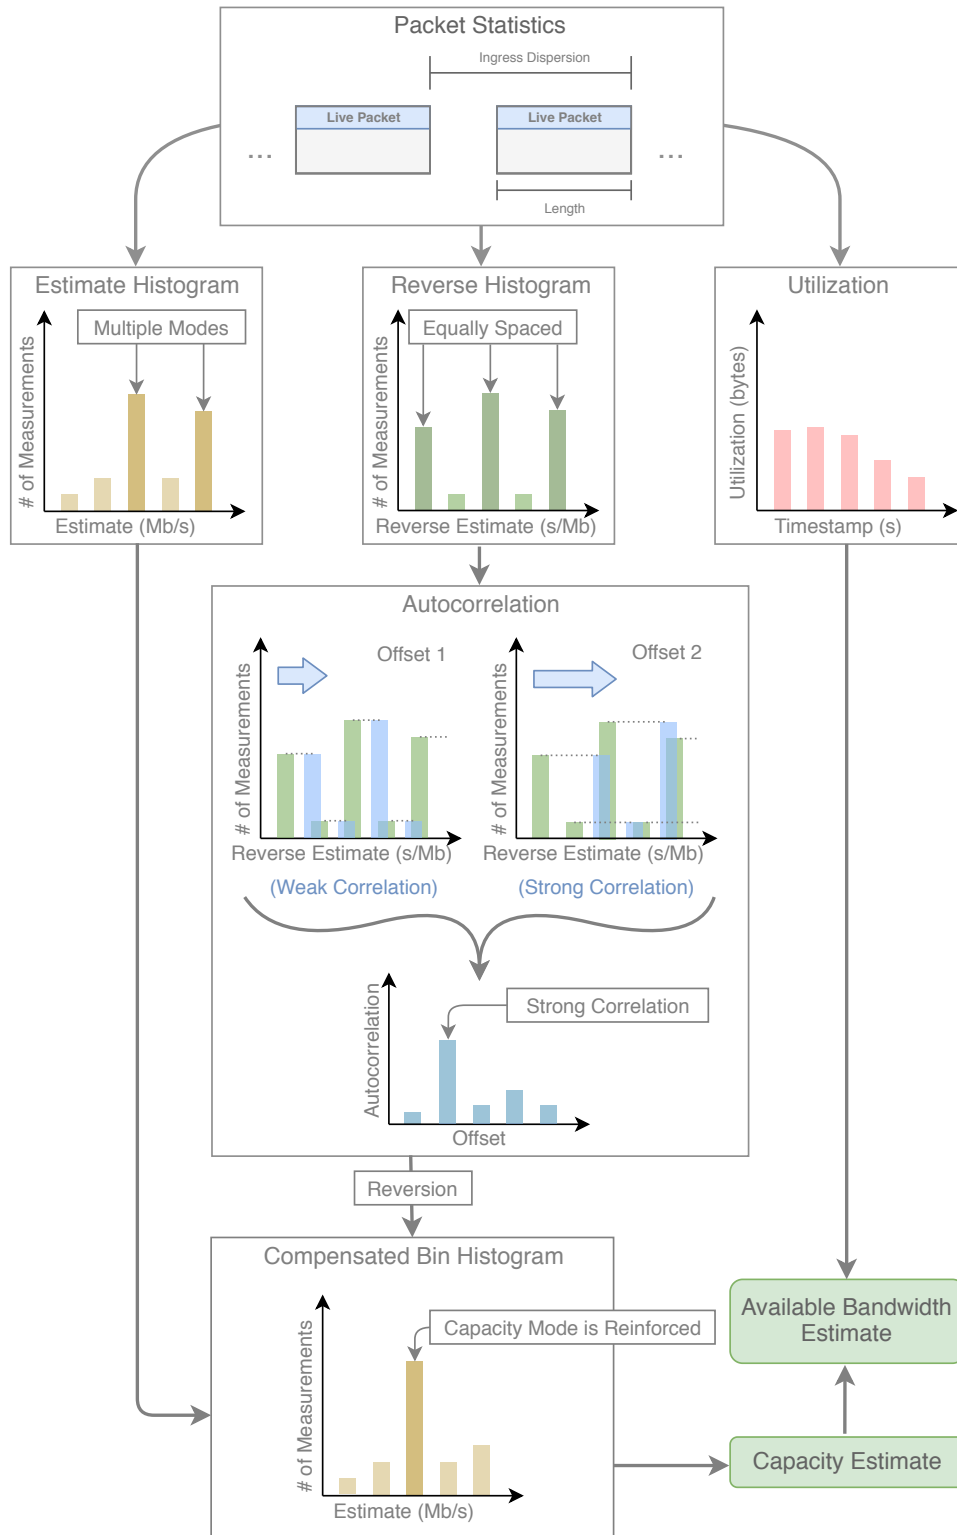 Packet Statistics
Ingress Dispersion
Live Packet
Live Packet
...
...
Length
Estimate Histogram
Multiple Modes
# of Measurements
Estimate (Mb/s)
Reverse Histogram
Equally Spaced
# of Measurements
Reverse Estimate (s/Mb)
Utilization
Utilization (bytes)
Timestamp (s)
Autocorrelation
Offset 1
# of Measurements
Reverse Estimate (s/Mb)
(Weak Correlation)
Offset 2
# of Measurements
Reverse Estimate (s/Mb)
(Strong Correlation)
Strong Correlation
Autocorrelation
Offset
Reversion
Compensated Bin Histogram
Capacity Mode is Reinforced
# of Measurements
Estimate (Mb/s)
Available Bandwidth
Estimate
Capacity Estimate